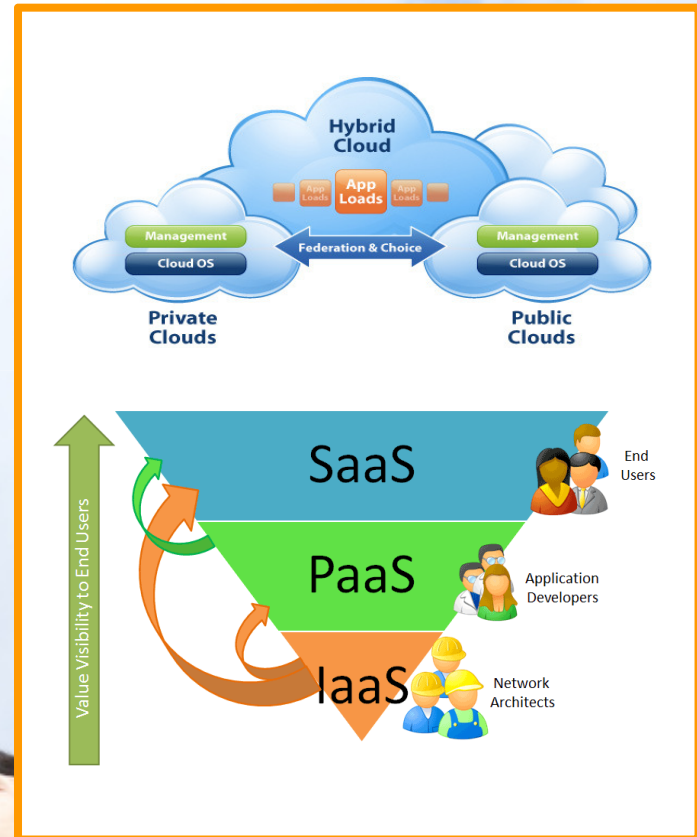 Hybrid
Cloud
App
Loads
App
Loads
App
Loads
Management
Cloud OS
Federation & Choice
Management
Cloud OS
Private
Clouds
Public
Clouds
Value Visibility to End Users
SaaS
End
Users
PaaS
Application
Developers
IaaS
Network
Architects